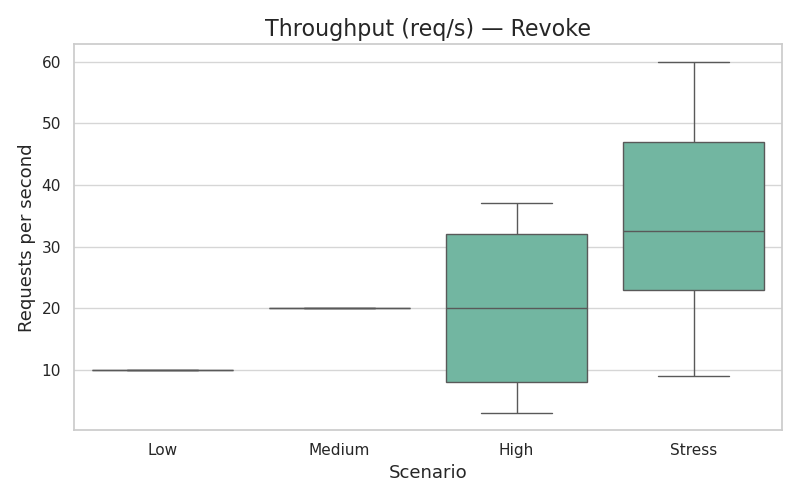 Throughput (req/s) — Revoke
Requests per second
60
50
40
30
20
10
Low Medium High Stress
Scenario